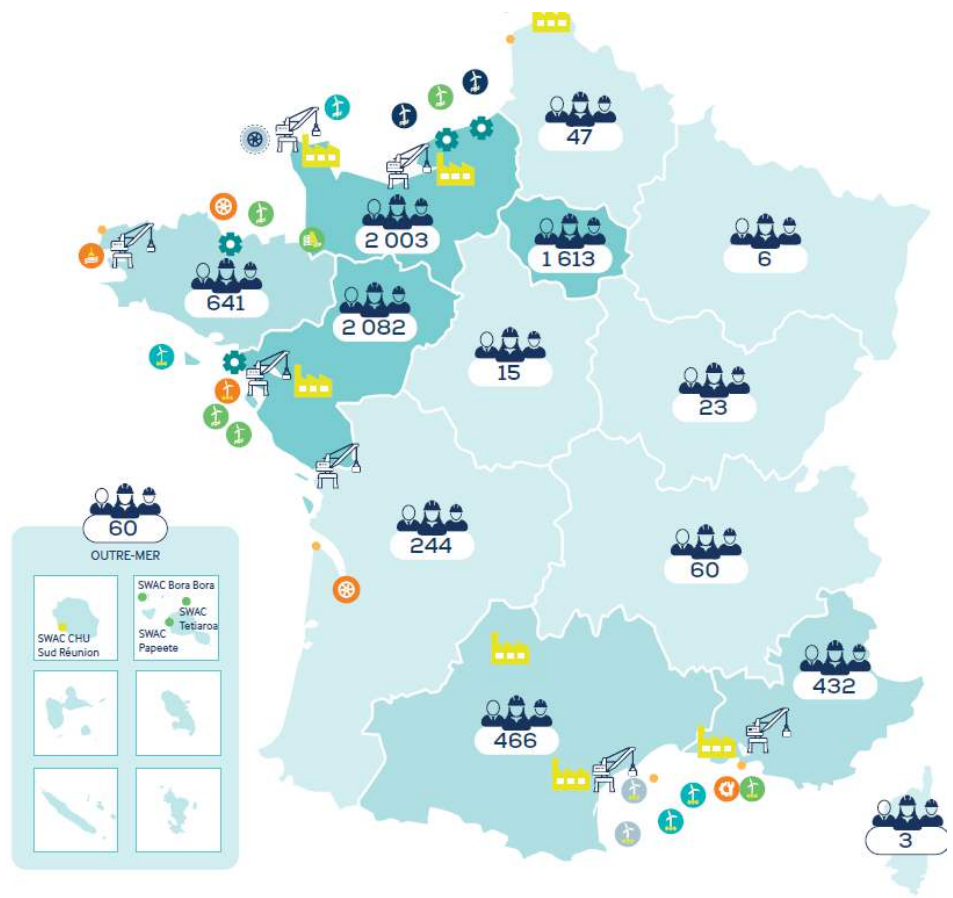 47
2 003
1 613
6
641
2 082
15
23
60
OUTRE-MER
244
60
SWAC Bora Bora
SWAC
Tetiaroa
SWAC
Papeete
SWAC CHU
Sud Réunion
432
466
3